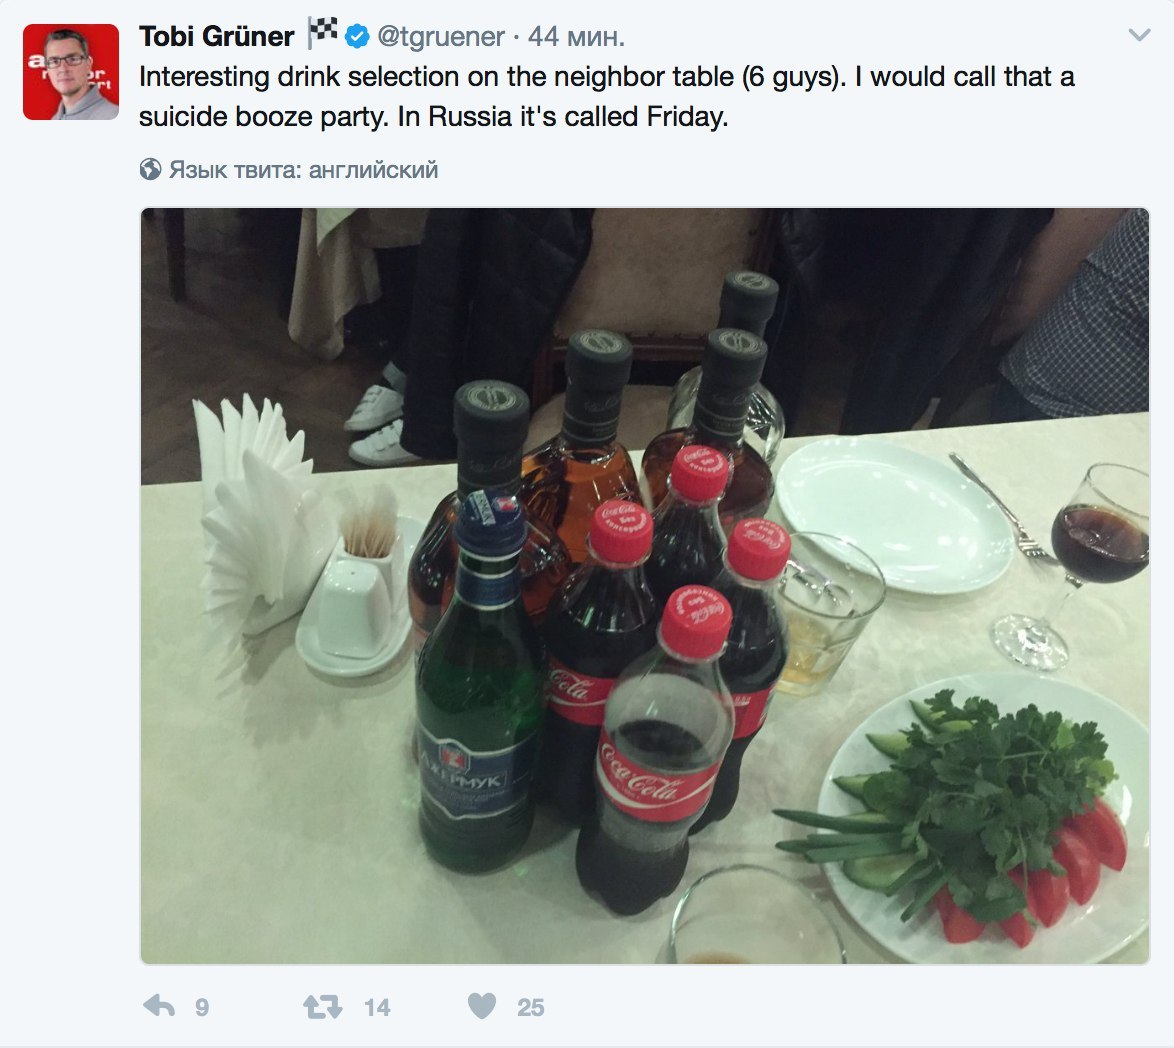 Tobi Grüner @tgruener · 44 мин.
Interesting drink selection on the neighbor table (6 guys). I would call that a
suicide booze party. In Russia it's called Friday.
Язык твита: английский
Coca-Cola
Без
Cola
Coca-Cola
ДЖЕРМУК
9 14 25